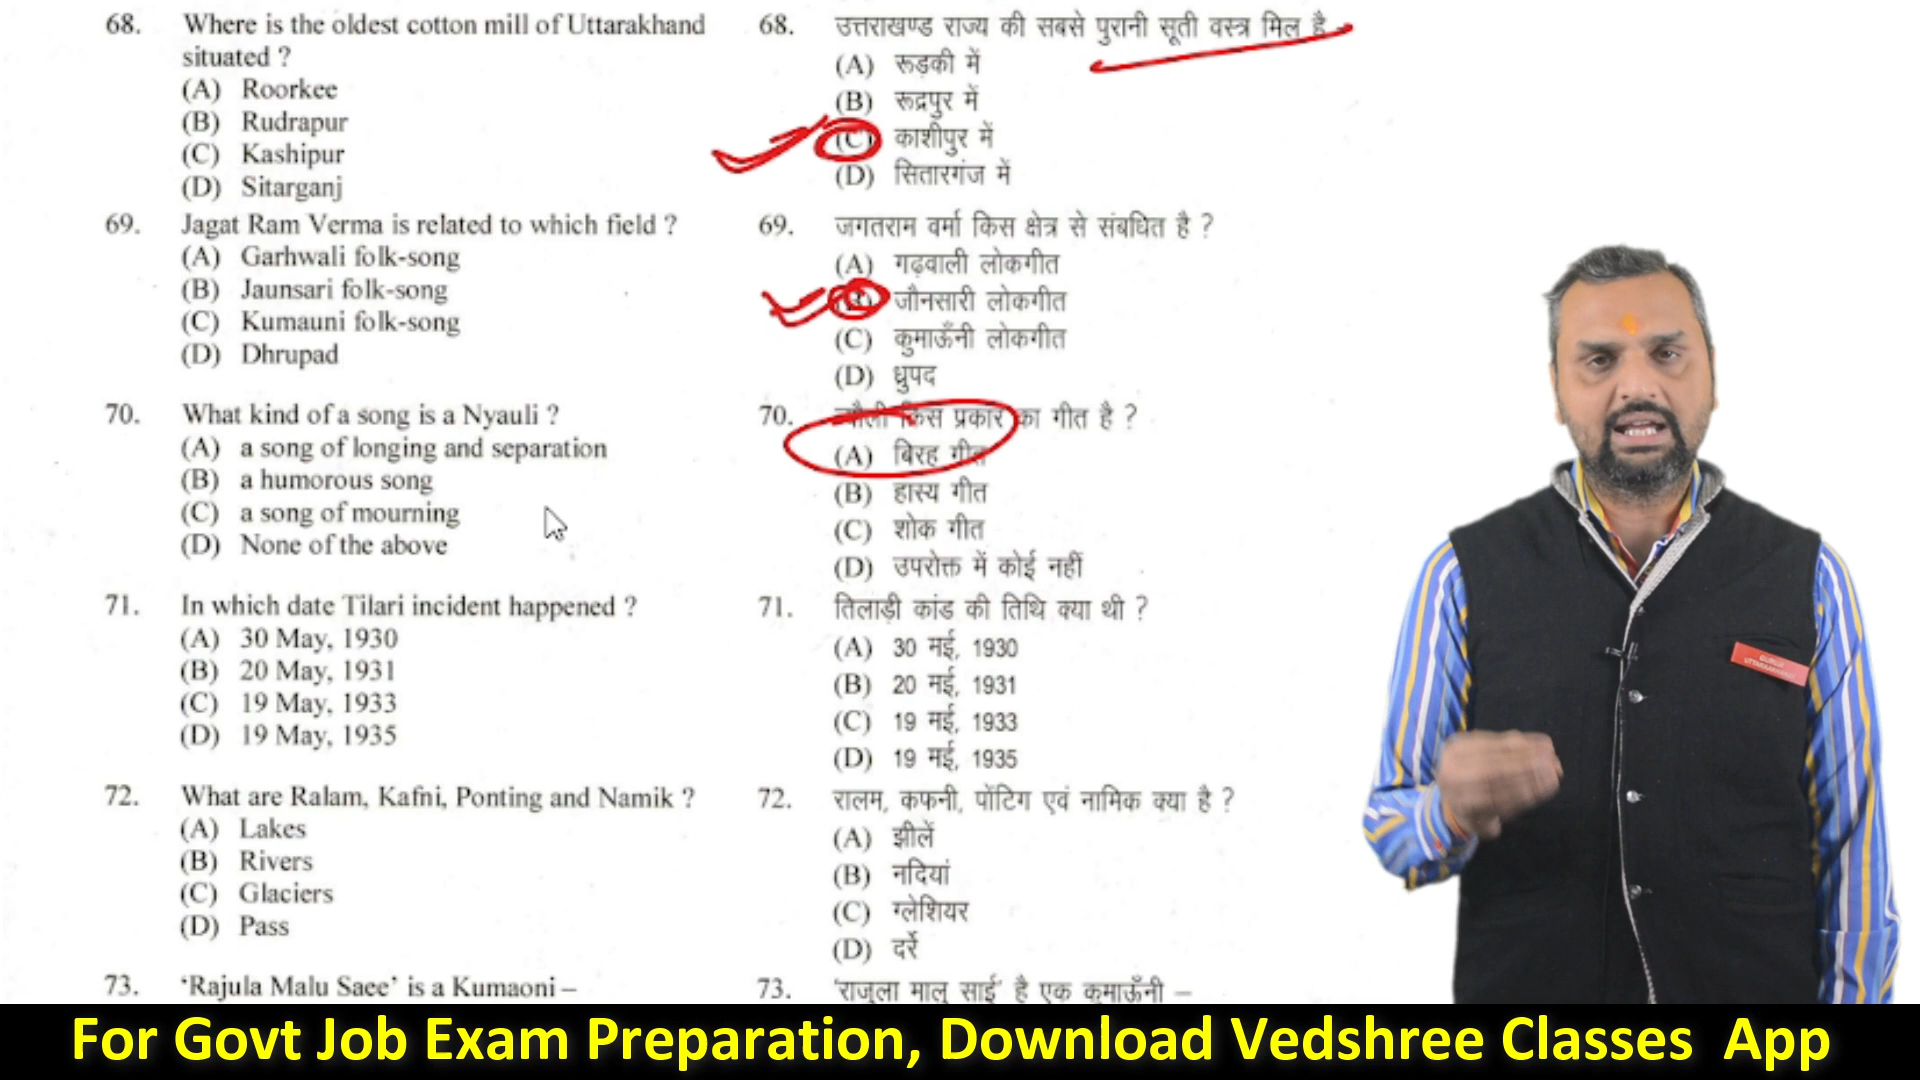 68. Where is the oldest cotton mill of Uttarakhand
situated ?
(A) Roorkee
(B) Rudrapur
(C) Kashipur
(D) Sitarganj
69. Jagat Ram Verma is related to which field ?
(A) Garhwali folk-song
(B) Jaunsari folk-song
(C) Kumauni folk-song
(D) Dhrupad
70. What kind of a song is a Nyauli ?
(A) a song of longing and separation
(B) a humorous song
(C) a song of mourning
(D) None of the above
71. In which date Tilari incident happened ?
(A) 30 May, 1930
(B) 20 May, 1931
(C) 19 May, 1933
(D) 19 May, 1935
72. What are Ralam, Kafni, Ponting and Namik ?
(A) Lakes
(B) Rivers
(C) Glaciers
(D) Pass
73. ‘Rajula Malu Saee’ is a Kumaoni –
68. उत्तराखण्ड राज्य की सबसे पुरानी सूती वस्त्र मिल है
(A) रूड़की में
(B) रूद्रपुर में
(C) काशीपुर में
(D) सितारगंज में
69. जगतराम वर्मा किस क्षेत्र से संबधित है ?
(A) गढ़वाली लोकगीत
(B) जौनसारी लोकगीत
(C) कुमाऊँनी लोकगीत
(D) ध्रुपद
70. किस प्रकार का गीत है ?
(A) बिरह गीत
(B) हास्य गीत
(C) शोक गीत
(D) उपरोक्त में कोई नहीं
71. तिलाड़ी कांड की तिथि क्या थी ?
(A) 30 मई, 1930
(B) 20 मई, 1931
(C) 19 मई, 1933
(D) 19 मई, 1935
72. रालम, कफनी, पोंटिग एवं नामिक क्या है ?
(A) झीलें
(B) नदियां
(C) ग्लेशियर
(D) दर्रे
73. 'राजुला मालू साई' है एक कुमाऊँनी –
For Govt Job Exam Preparation, Download Vedshree Classes App